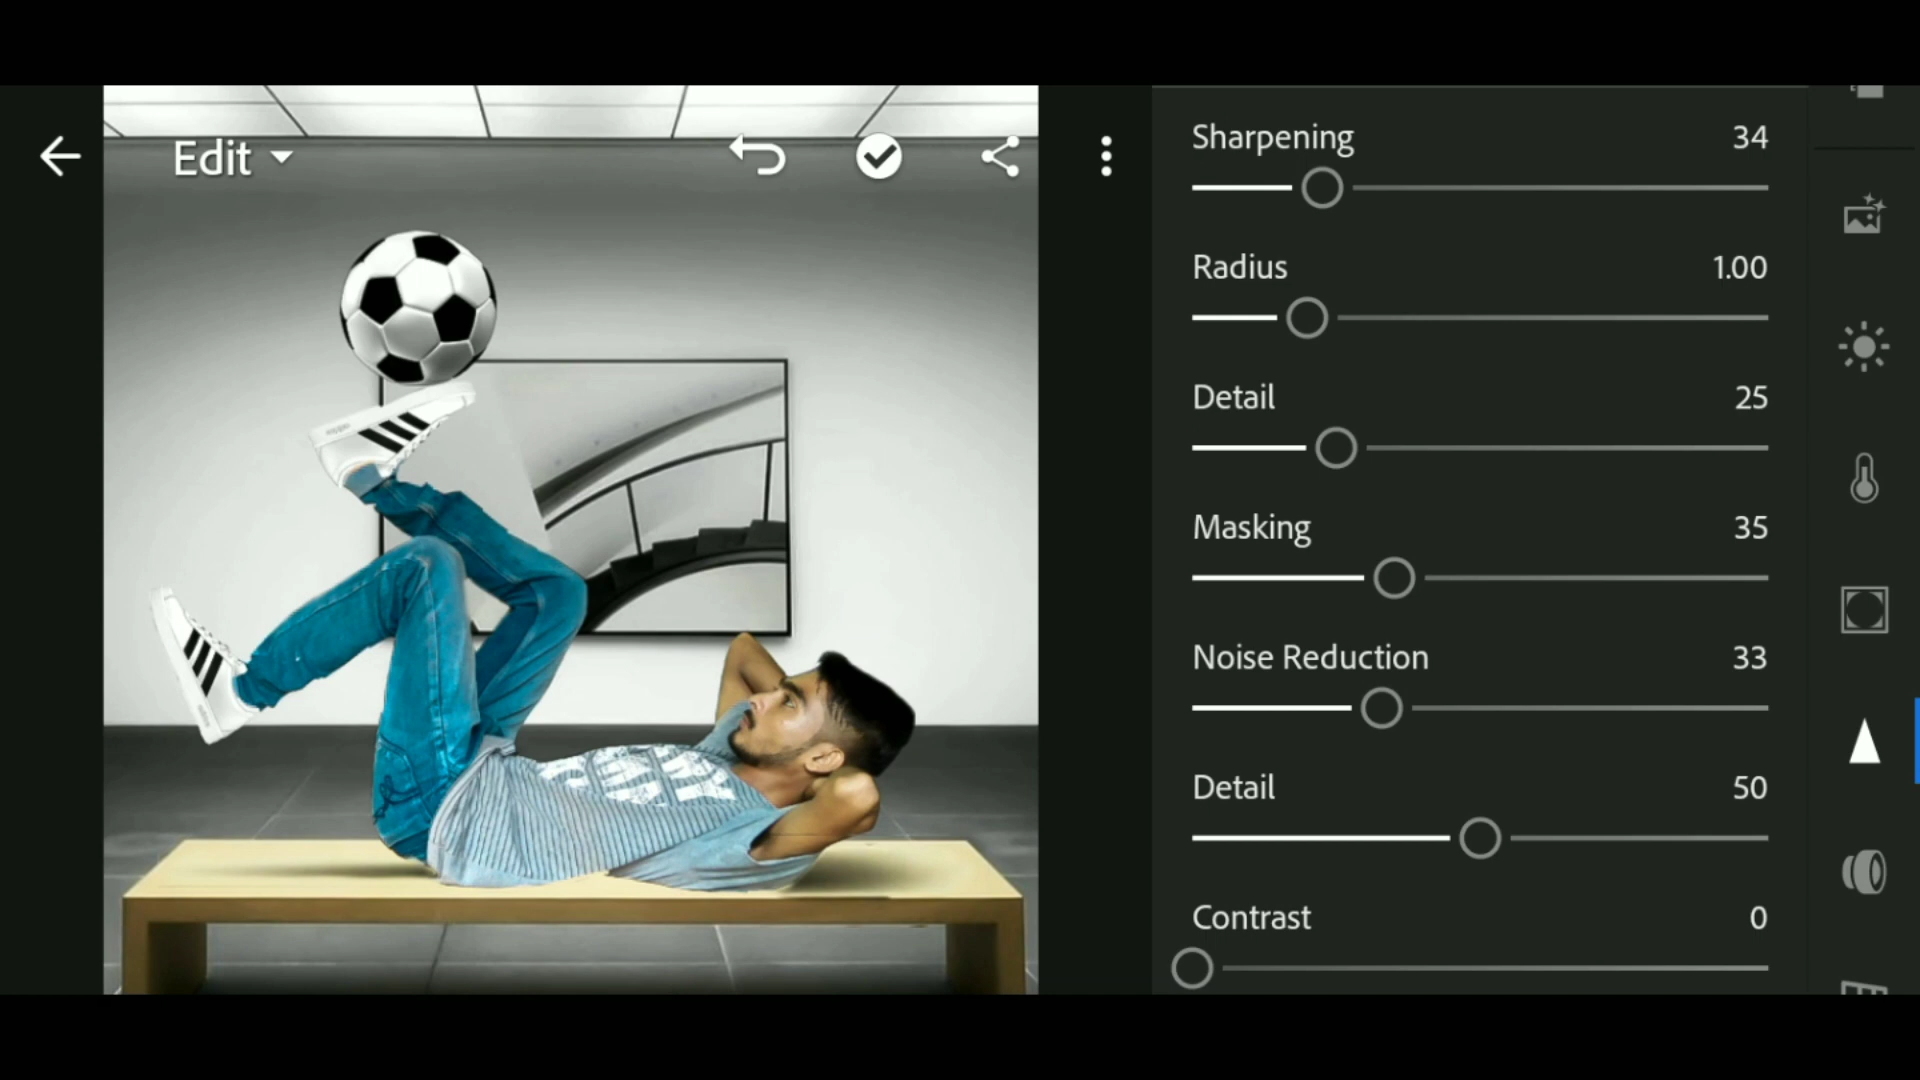 Edit
Sharpening 34
Radius 1.00
Detail 25
Masking 35
Noise Reduction 33
Detail 50
Contrast 0